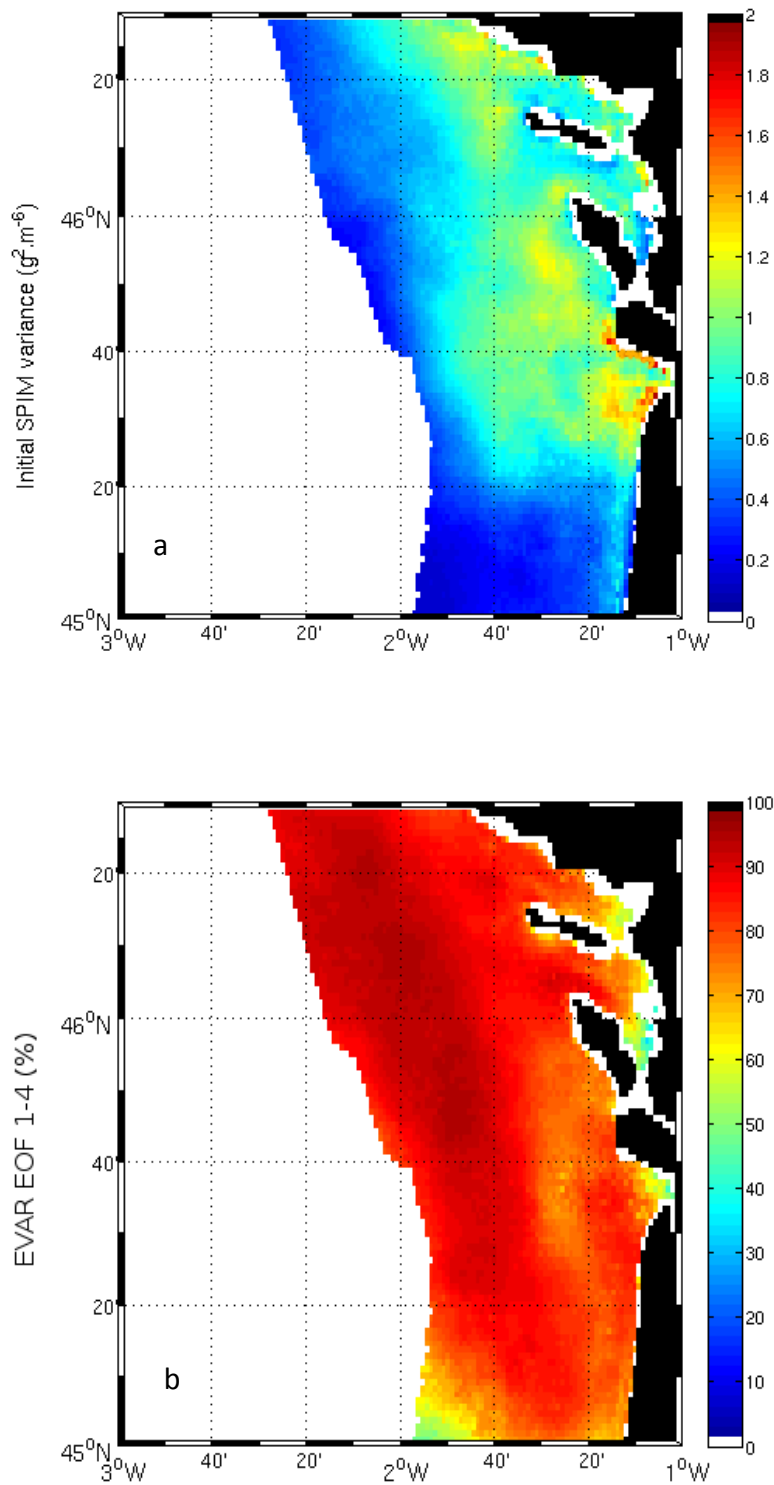 Initial SPIM variance (g².m⁻⁶)
20'
46°N
40'
20'
45°N
3°W 40' 20' 2°W 40' 20' 1°W
a
2
1.8
1.6
1.4
1.2
1
0.8
0.6
0.4
0.2
0
EVAR EOF 1-4 (%)
20'
46°N
40'
20'
45°N
3°W 40' 20' 2°W 40' 20' 1°W
b
100
90
80
70
60
50
40
30
20
10
0